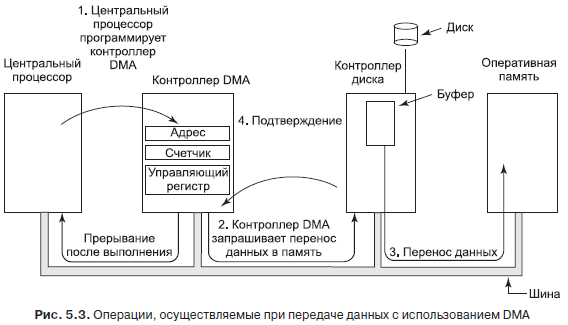 1. Центральный
процессор
программирует
контроллер
DMA
Центральный
процессор
Контроллер DMA
Адрес
Счетчик
Управляющий
регистр
4. Подтверждение
Контроллер
диска
Диск
Буфер
Оперативная
память
Прерывание
после выполнения
2. Контроллер DMA
запрашивает перенос
данных в память
3. Перенос данных
Шина
Рис. 5.3. Операции, осуществляемые при передаче данных с использованием DMA